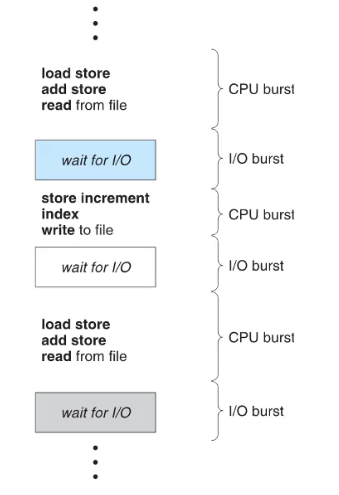 load store
add store
read from file
CPU burst
wait for I/O
I/O burst
store increment
index
write to file
CPU burst
wait for I/O
I/O burst
load store
add store
read from file
CPU burst
wait for I/O
I/O burst